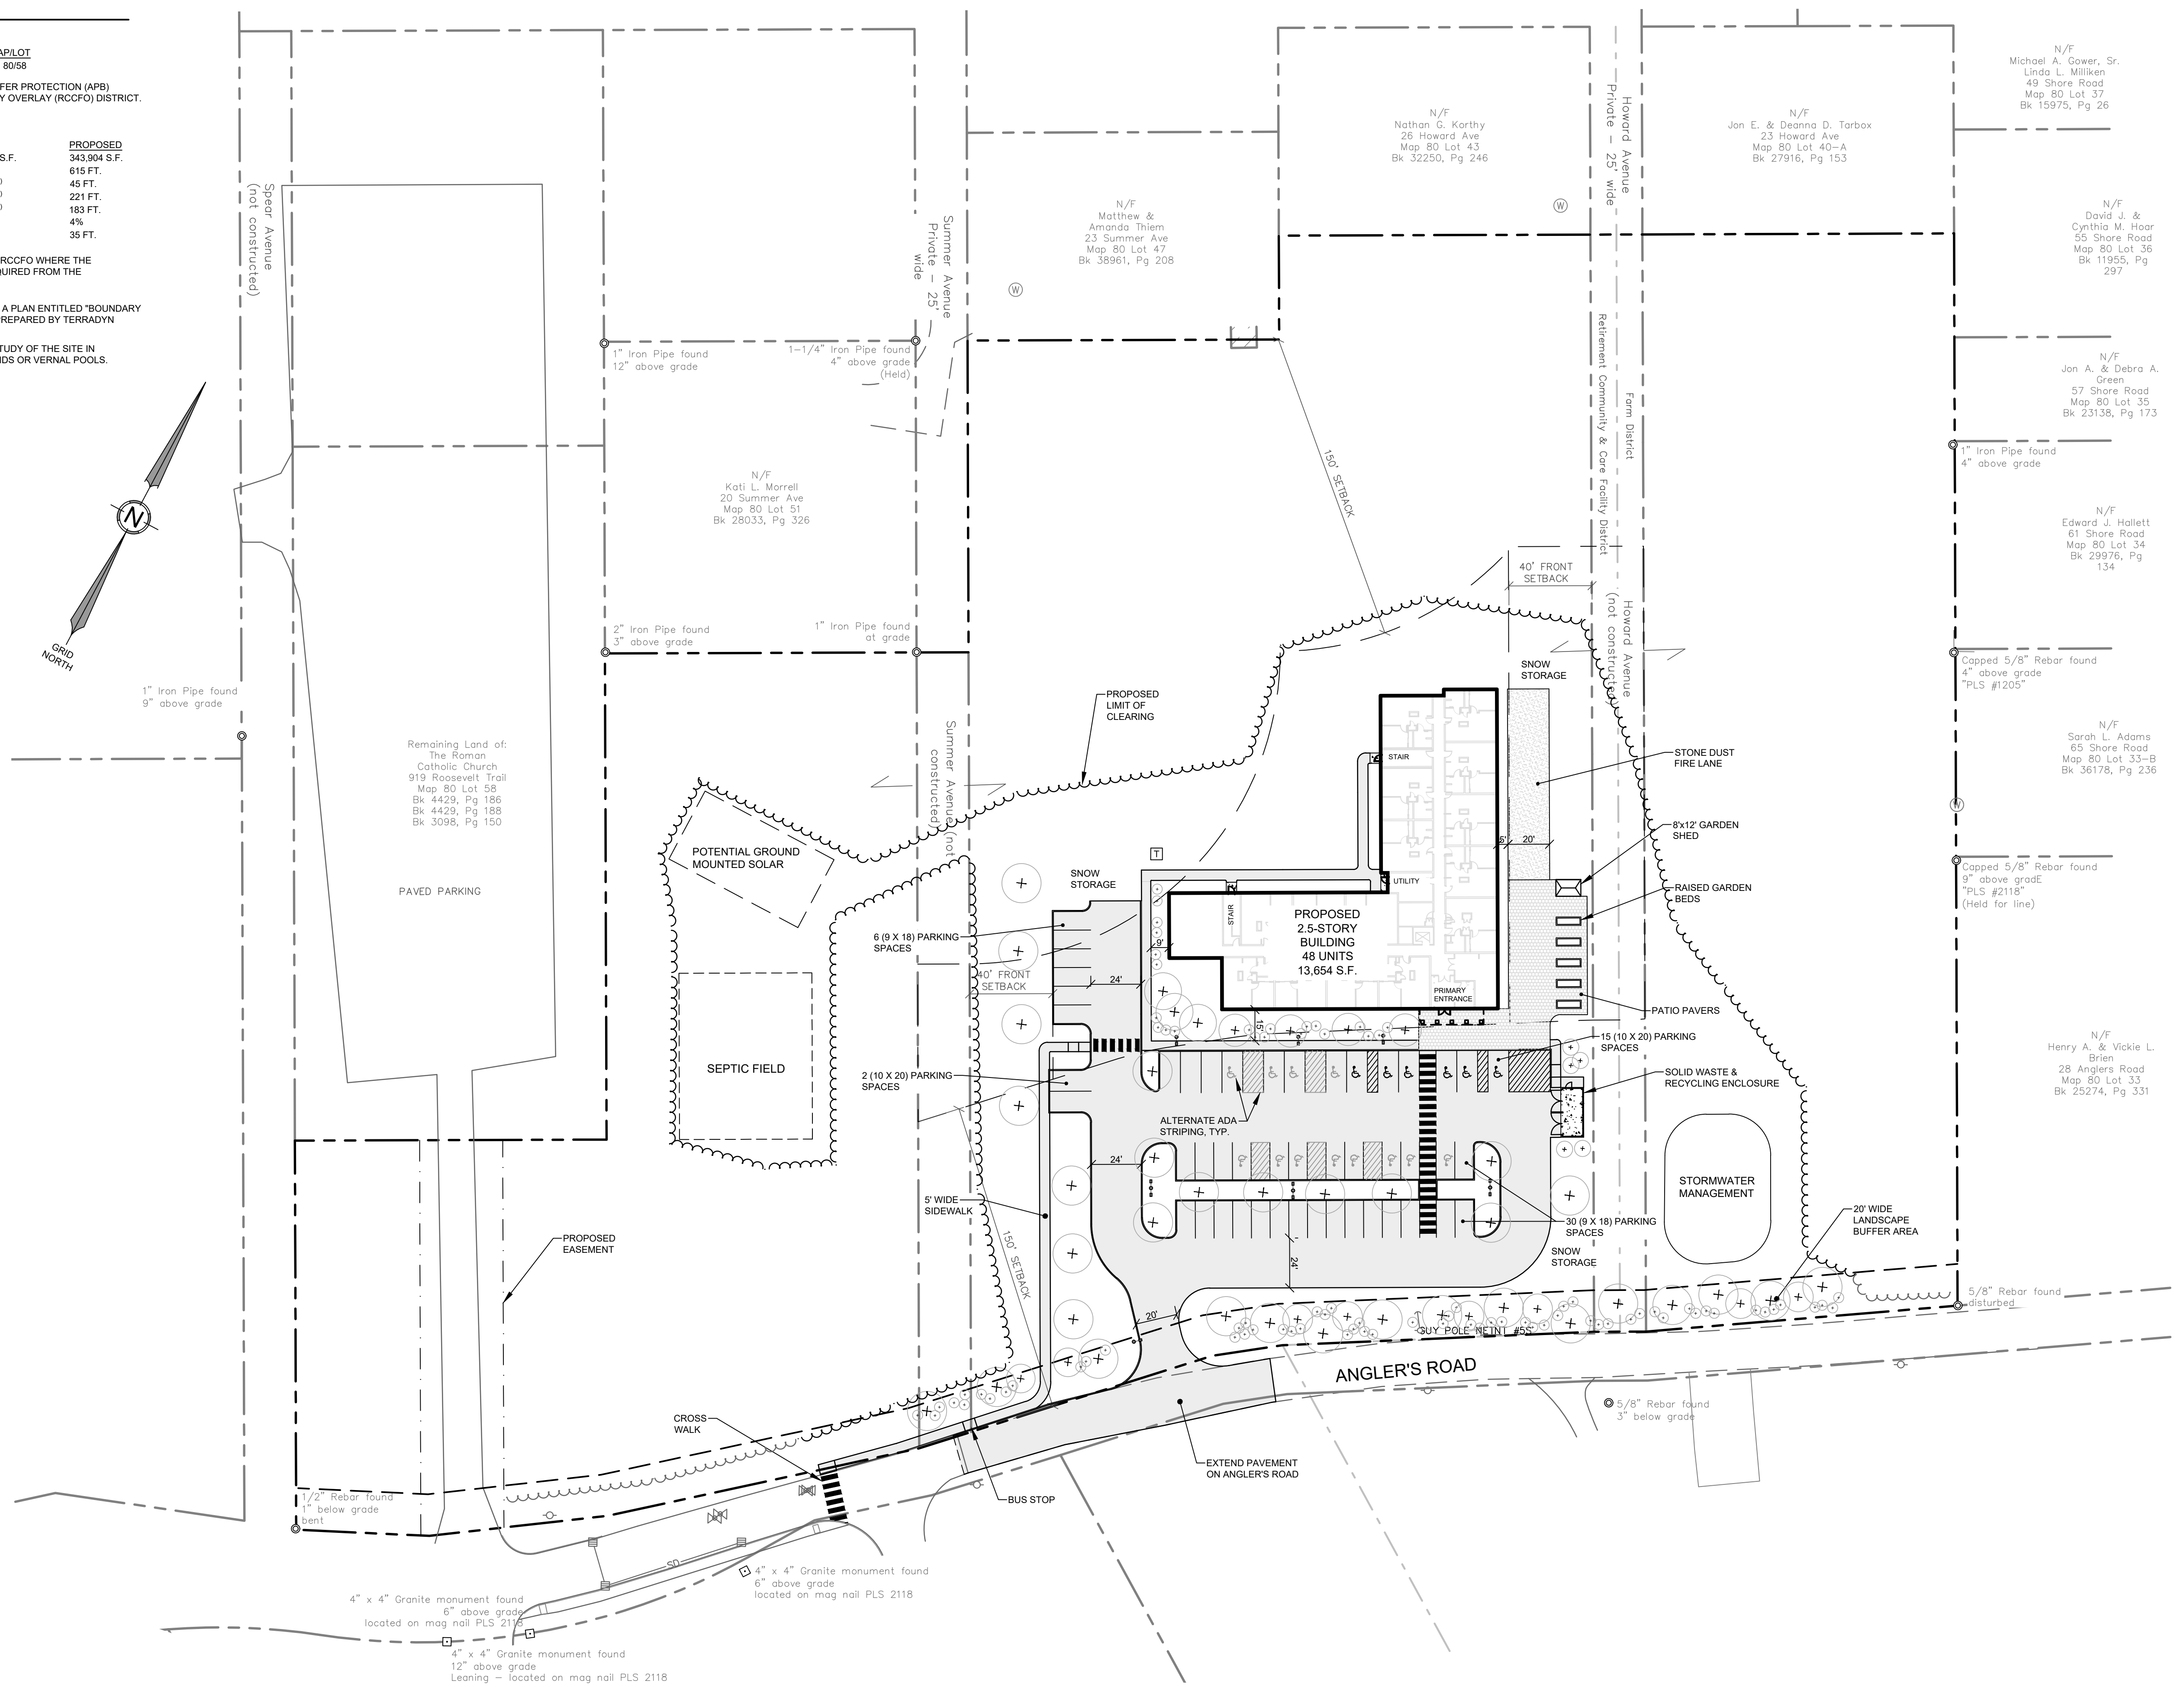 AP/LOT
80/58
FER PROTECTION (APB)
Y OVERLAY (RCCFO) DISTRICT.
PROPOSED
S.F.
343,904 S.F.
615 FT.
45 FT.
221 FT.
183 FT.
4%
35 FT.
RCCFO WHERE THE
QUIRED FROM THE
A PLAN ENTITLED "BOUNDARY
PREPARED BY TERRADYN
TUDY OF THE SITE IN
NDS OR VERNAL POOLS.
N
GRID
NORTH
Spear Avenue
(not constructed)
Summer Avenue
Private - 25'
wide
N/F
Matthew &
Amanda Thiem
23 Summer Ave
Map 80 Lot 47
Bk 38961, Pg 208
W
N/F
Nathan G. Korthy
26 Howard Ave
Map 80 Lot 43
Bk 32250, Pg 246
W
Howard Avenue
Private - 25' wide
N/F
Jon E. & Deanna D. Tarbox
23 Howard Ave
Map 80 Lot 40-A
Bk 27916, Pg 153
N/F
Michael A. Gower, Sr.
Linda L. Milliken
49 Shore Road
Map 80 Lot 37
Bk 15975, Pg 26
N/F
David J. &
Cynthia M. Hoar
55 Shore Road
Map 80 Lot 36
Bk 11955, Pg
297
N/F
Jon A. & Debra A.
Green
57 Shore Road
Map 80 Lot 35
Bk 23138, Pg 173
1" Iron Pipe found
4" above grade
N/F
Edward J. Hallett
61 Shore Road
Map 80 Lot 34
Bk 29976, Pg
134
Capped 5/8" Rebar found
4" above grade
"PLS #1205"
N/F
Sarah L. Adams
65 Shore Road
Map 80 Lot 33-B
Bk 36178, Pg 236
W
Capped 5/8" Rebar found
9" above gradE
"PLS #2118"
(Held for line)
N/F
Henry A. & Vickie L.
Brien
28 Anglers Road
Map 80 Lot 33
Bk 25274, Pg 331
5/8" Rebar found
disturbed
1" Iron Pipe found
12" above grade
1-1/4" Iron Pipe found
4" above grade
(Held)
N/F
Kati L. Morrell
20 Summer Ave
Map 80 Lot 51
Bk 28033, Pg 326
2" Iron Pipe found
3" above grade
1" Iron Pipe found
at grade
1" Iron Pipe found
9" above grade
Remaining Land of:
The Roman
Catholic Church
919 Roosevelt Trail
Map 80 Lot 58
Bk 4429, Pg 186
Bk 4429, Pg 188
Bk 3098, Pg 150
PAVED PARKING
150' SETBACK
Retirement Community & Care Facility District
Farm District
40' FRONT
SETBACK
Howard Avenue
(not constructed)
SNOW
STORAGE
PROPOSED
LIMIT OF
CLEARING
Summer Avenue (not
constructed)
STAIR
STONE DUST
FIRE LANE
8'x12' GARDEN
SHED
5'
20'
POTENTIAL GROUND
MOUNTED SOLAR
T
SNOW
STORAGE
UTILITY
STAIR
PROPOSED
2.5-STORY
BUILDING
48 UNITS
13,654 S.F.
RAISED GARDEN
BEDS
6 (9 X 18) PARKING
SPACES
9'
40' FRONT
SETBACK
24'
PRIMARY
ENTRANCE
15'
PATIO PAVERS
15 (10 X 20) PARKING
SPACES
SEPTIC FIELD
2 (10 X 20) PARKING
SPACES
SOLID WASTE &
RECYCLING ENCLOSURE
ALTERNATE ADA
STRIPING, TYP.
24'
STORMWATER
MANAGEMENT
5' WIDE
SIDEWALK
150' SETBACK
30 (9 X 18) PARKING
SPACES
20' WIDE
LANDSCAPE
BUFFER AREA
PROPOSED
EASEMENT
24'
SNOW
STORAGE
20'
GUY POLE NETNT #5S
ANGLER'S ROAD
5/8" Rebar found
3" below grade
CROSS
WALK
EXTEND PAVEMENT
ON ANGLER'S ROAD
BUS STOP
1/2" Rebar found
1" below grade
bent
SD
4" x 4" Granite monument found
6" above grade
located on mag nail PLS 2118
4" x 4" Granite monument found
6" above grade
located on mag nail PLS 2118
4" x 4" Granite monument found
12" above grade
Leaning - located on mag nail PLS 2118